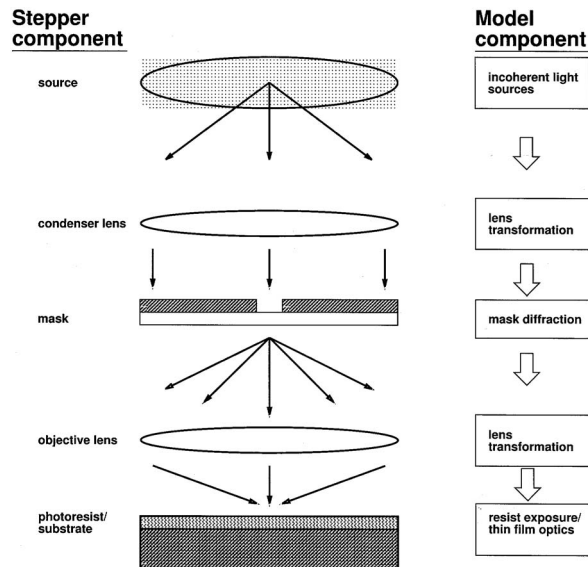 Stepper
component
Model
component
source
incoherent light
sources
condenser lens
lens
transformation
mask
mask diffraction
objective lens
lens
transformation
photoresist/
substrate
resist exposure/
thin film optics